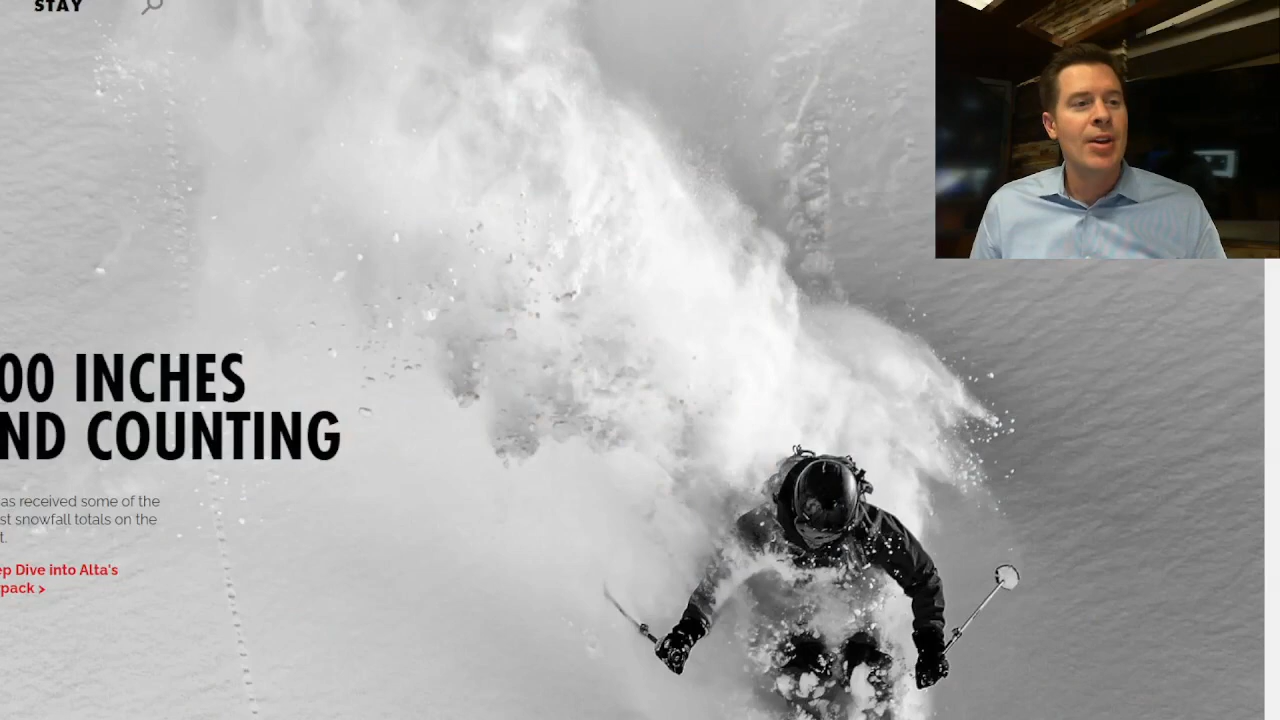 STAY
00 INCHES
ND COUNTING
as received some of the
st snowfall totals on the
t.
ep Dive into Alta's
pack >